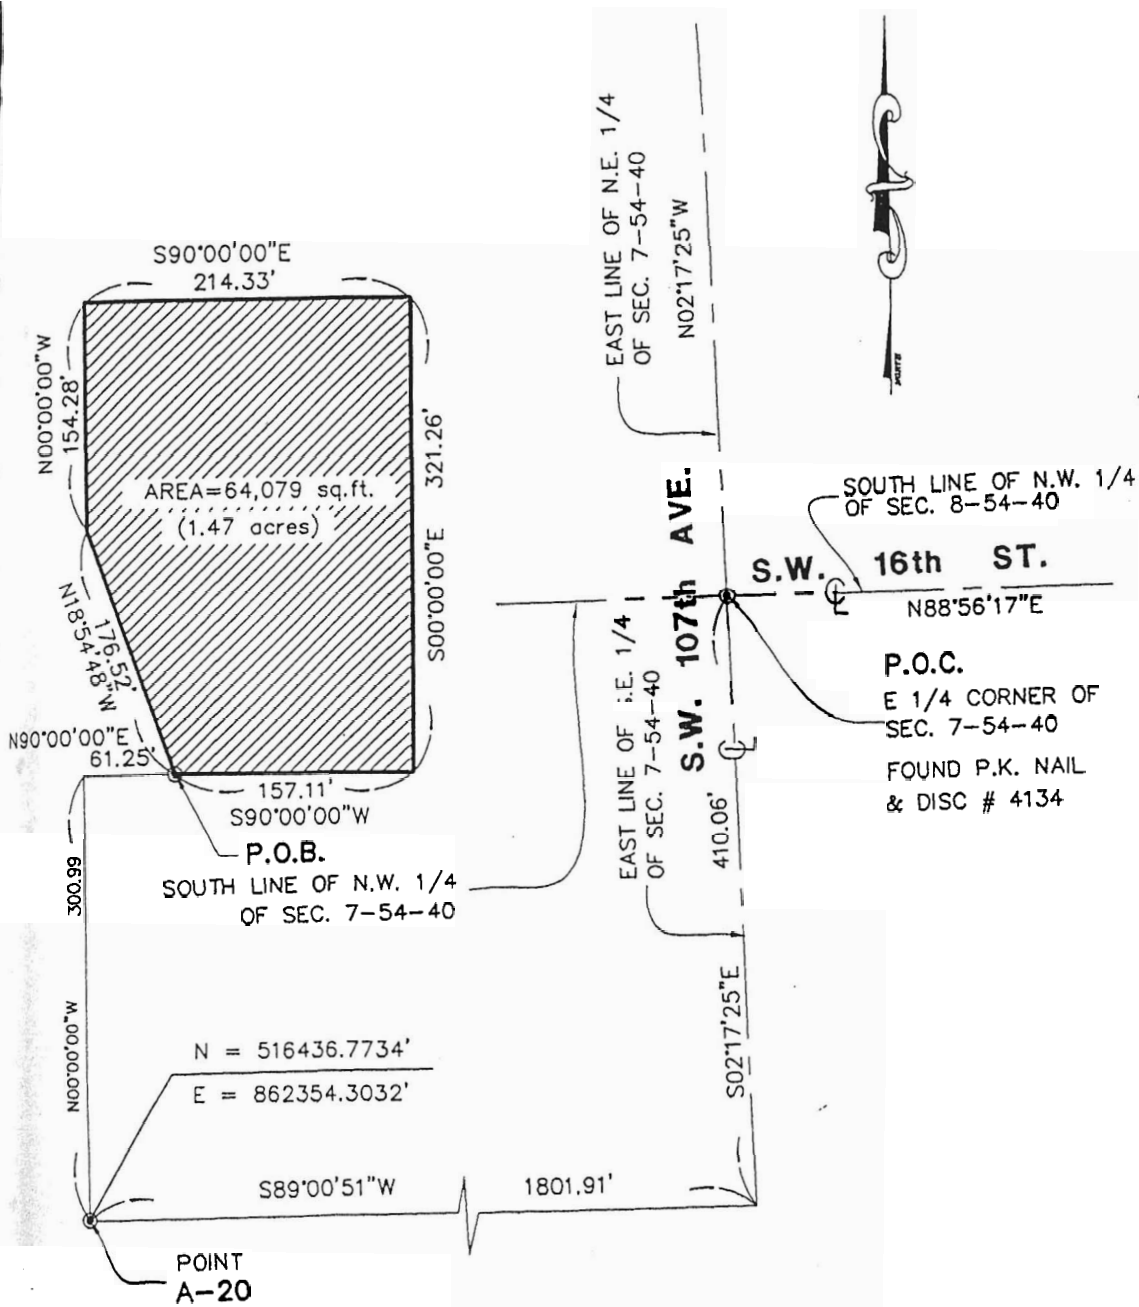 S90°00'00"E
214.33'
N00°00'00"W
154.28'
AREA=64,079 sq.ft.
(1.47 acres)
321.26'
S00°00'00"E
N18°54'48"W
176.52'
N90°00'00"E
61.25'
157.11'
S90°00'00"W
P.O.B.
SOUTH LINE OF N.W. 1/4
OF SEC. 7-54-40
300.99
N00°00'00"W
N = 516436.7734'
E = 862354.3032'
S89°00'51"W
1801.91'
POINT
A-20
EAST LINE OF N.E. 1/4
OF SEC. 7-54-40
N02°17'25"W
NORTH
S.W. 107th AVE.
SOUTH LINE OF N.W. 1/4
OF SEC. 8-54-40
S.W. 16th ST.
N88°56'17"E
P.O.C.
E 1/4 CORNER OF
SEC. 7-54-40
FOUND P.K. NAIL
& DISC # 4134
EAST LINE OF .E. 1/4
OF SEC. 7-54-40
410.06'
S02°17'25"E